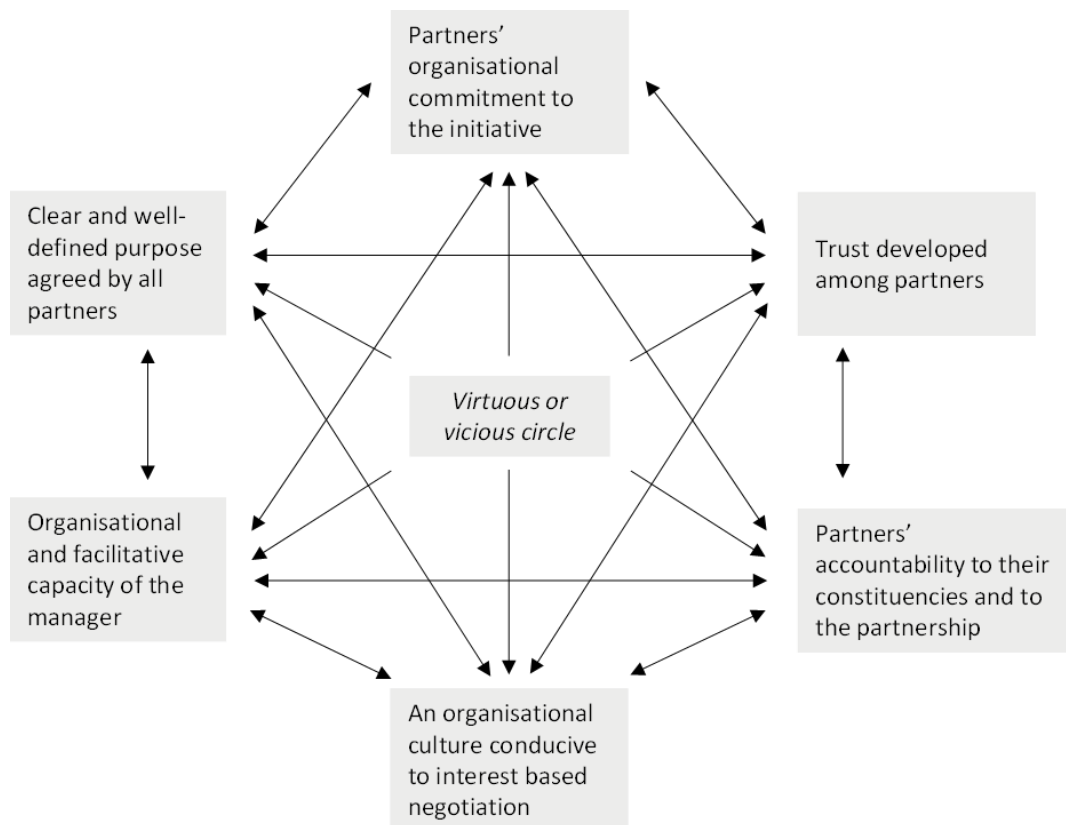 Partners’
organisational
commitment to
the initiative
Clear and well-
defined purpose
agreed by all
partners
Trust developed
among partners
Virtuous or
vicious circle
Organisational
and facilitative
capacity of the
manager
Partners’
accountability to their
constituencies and to
the partnership
An organisational
culture conducive
to interest based
negotiation